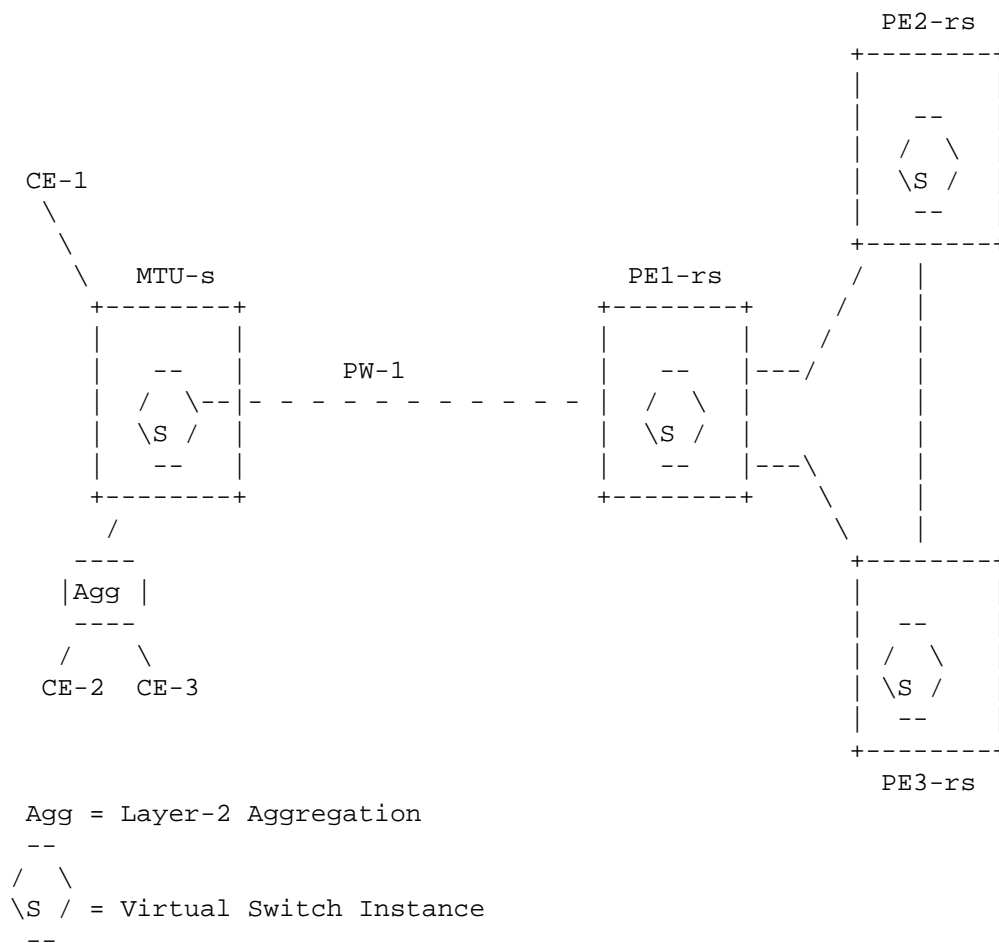 PE2-rs
S
CE-1
MTU-s
PE1-rs
PW-1
S
S
Agg
CE-2 CE-3
S
PE3-rs
Agg = Layer-2 Aggregation
S = Virtual Switch Instance